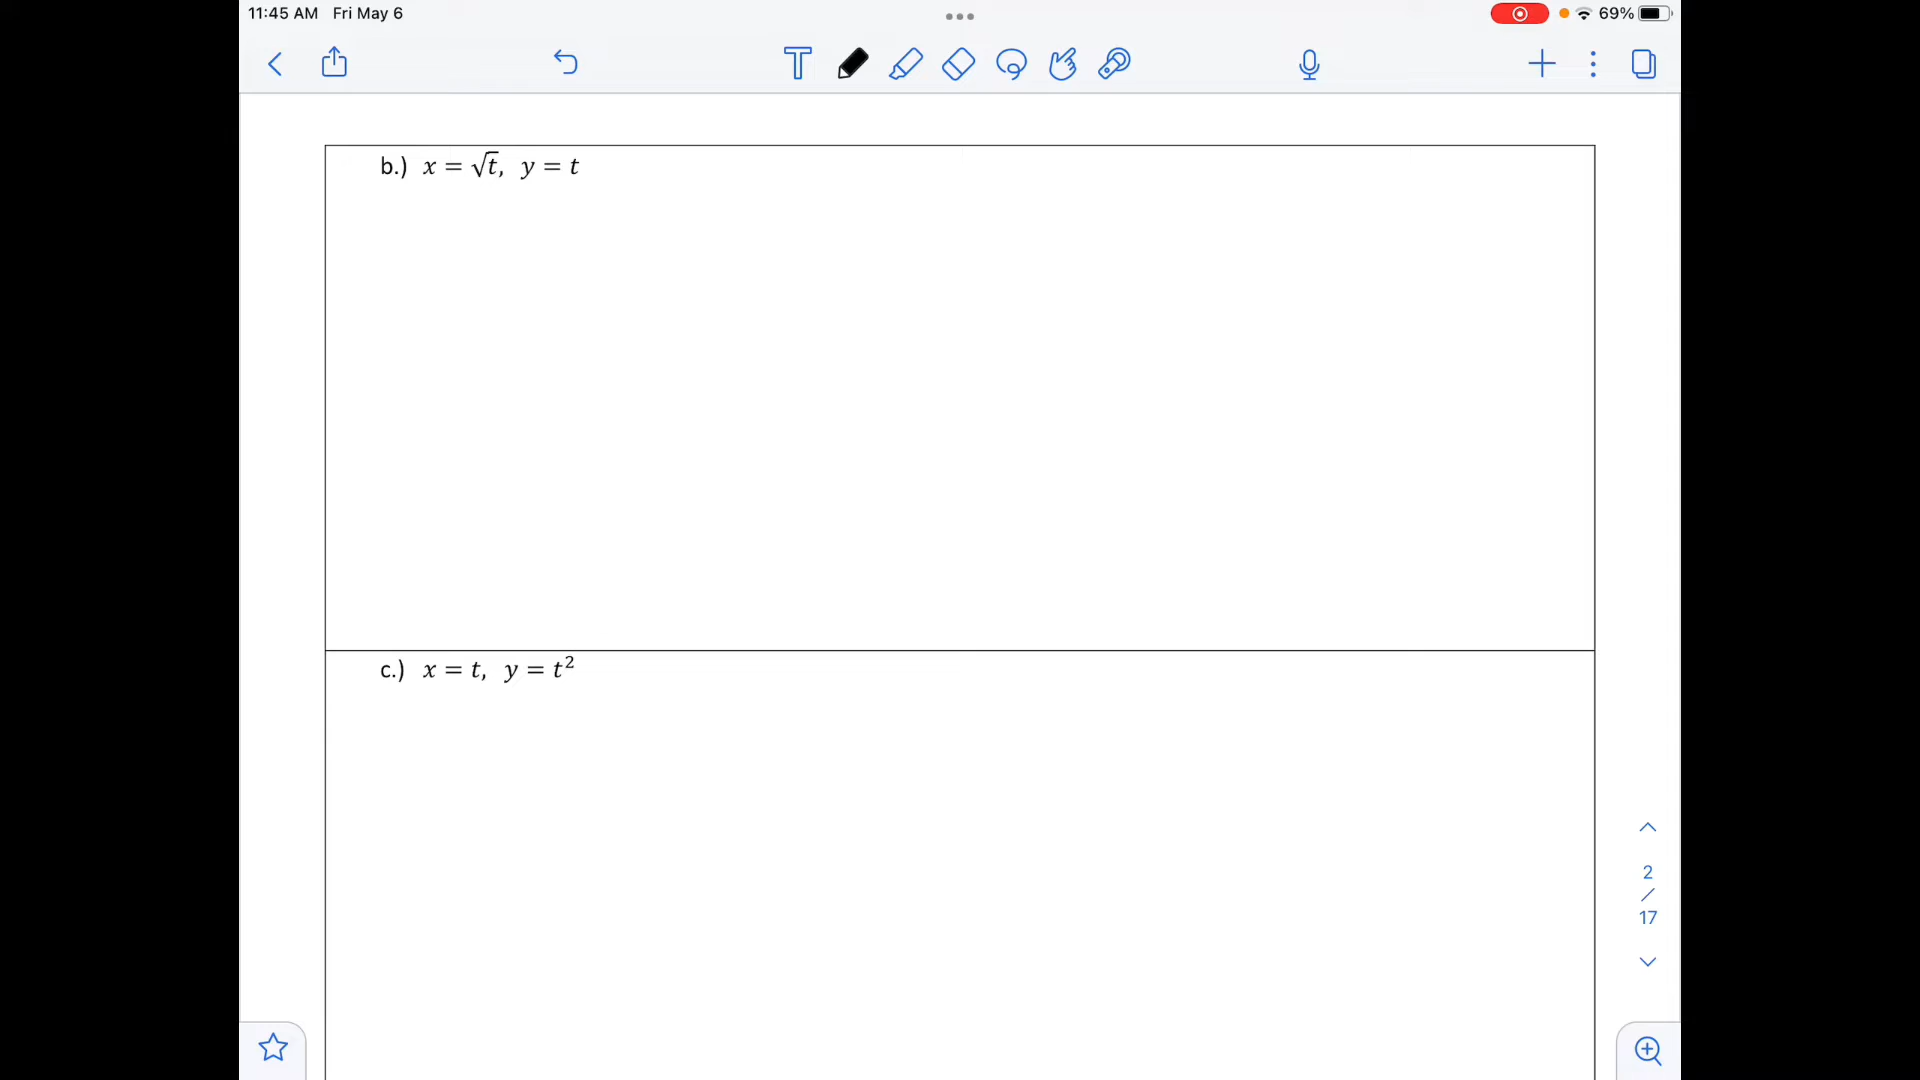 11:45 AM Fri May 6
69%
T
b.) x = √t, y = t
c.) x = t, y = t²
2
/
17